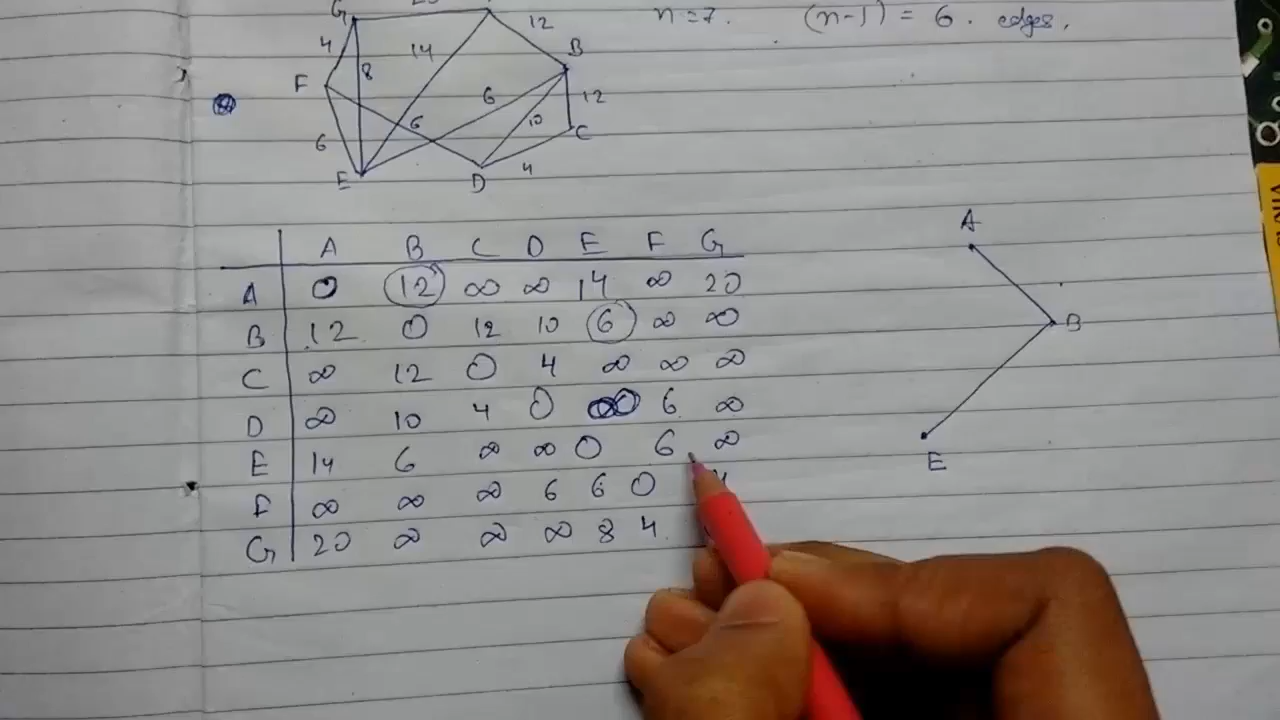 n=7. (n-1) = 6. edges.
G
12
4
14
B
F
8
6
12
6
10
C
6
E
D
4
A B C D E F G
A 0 12 ∞ ∞ 14 ∞ 20
B 12 0 12 10 6 ∞ ∞
C ∞ 12 0 4 ∞ ∞ ∞
D ∞ 10 4 0 ∞ 6 ∞
E 14 6 ∞ ∞ 0 6 ∞
F ∞ ∞ ∞ 6 6 0
G 20 ∞ ∞ ∞ 8 4
A
B
E